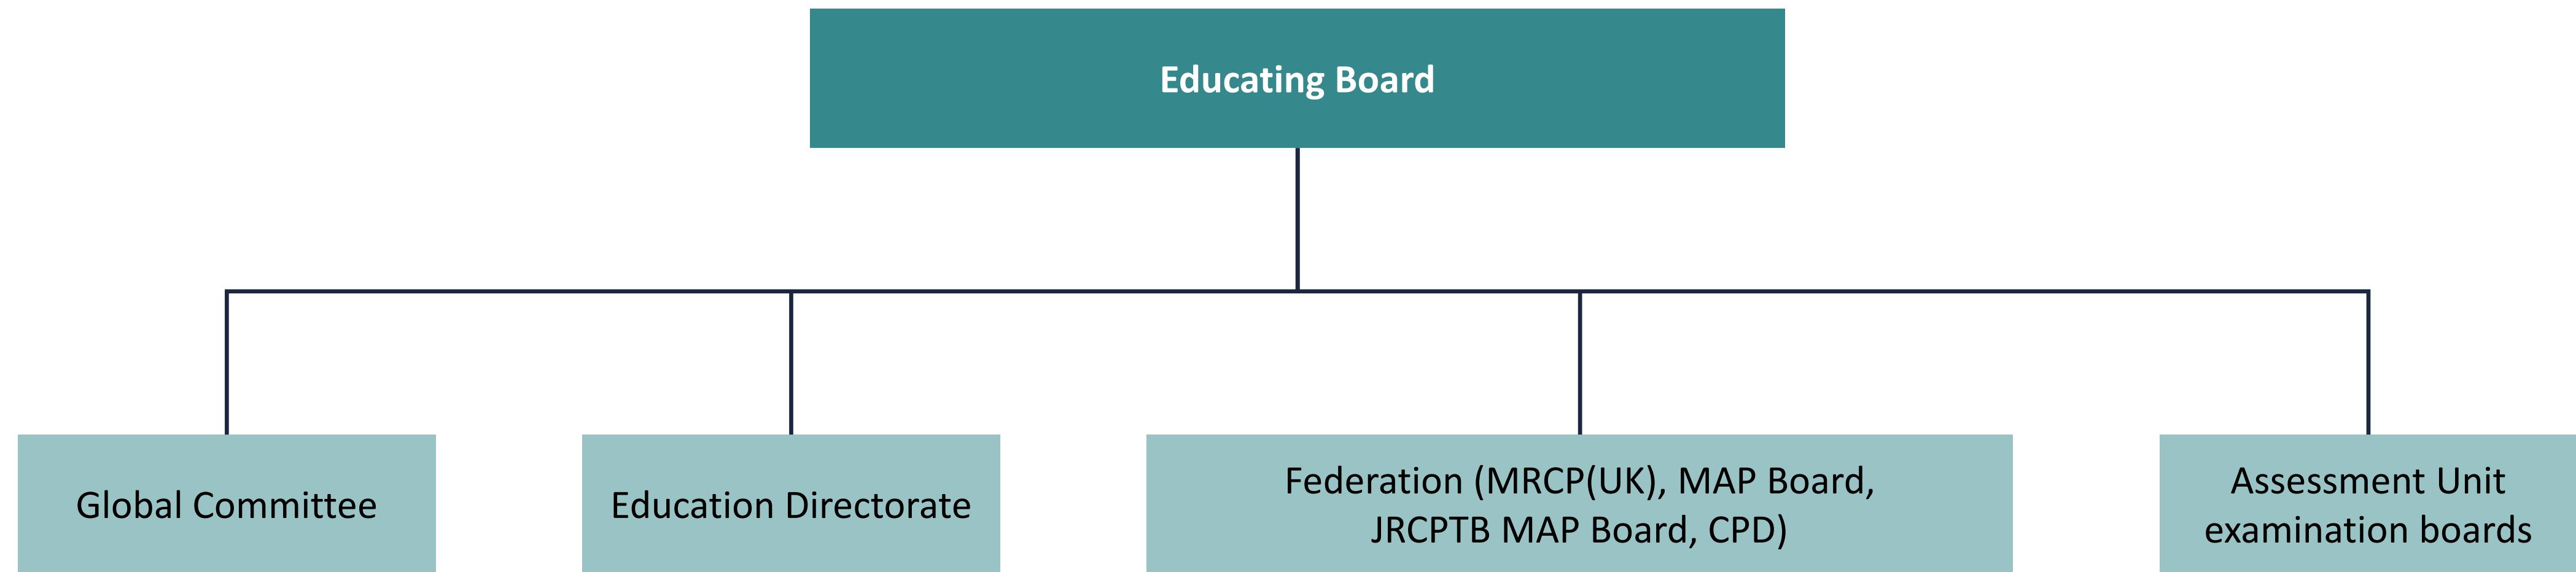 Educating Board
Global Committee
Education Directorate
Federation (MRCP(UK), MAP Board,
JRCPTB MAP Board, CPD)
Assessment Unit
examination boards